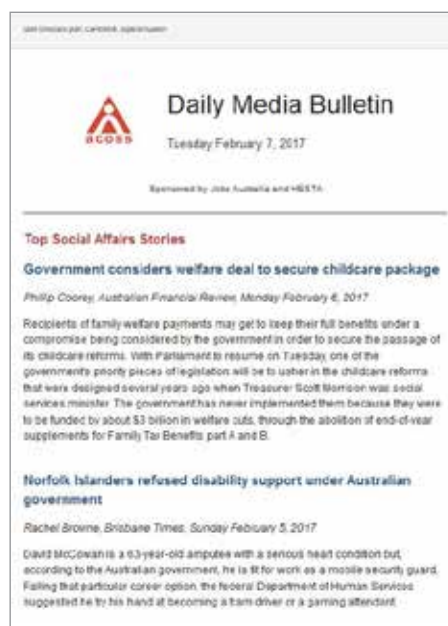 acoss
Daily Media Bulletin
Tuesday February 7, 2017
Sponsored by Jobs Australia and HESTA
Top Social Affairs Stories
Government considers welfare deal to secure childcare package
Phillip Coorey, Australian Financial Review, Monday February 6, 2017
Recipients of family welfare payments may get to keep their full benefits under a
compromise being considered by the government in order to secure the passage of
its childcare reforms. With Parliament to resume on Tuesday, one of the
government's priority pieces of legislation will be to usher in the childcare reforms
that were designed several years ago when Treasurer Scott Morrison was social
services minister. The government has never implemented them because they were
to be funded by about $3 billion in welfare cuts, through the abolition of end-of-year
supplements for Family Tax Benefits part A and B.
Norfolk Islanders refused disability support under Australian
government
Rachel Browne, Brisbane Times, Sunday February 5, 2017
David McCowan is a 63-year-old amputee with a serious heart condition but,
according to the Australian government, he is fit for work as a mobile security guard.
Failing that particular career option, the federal Department of Human Services
suggested he try his hand at becoming a tram driver or a gaming attendant.